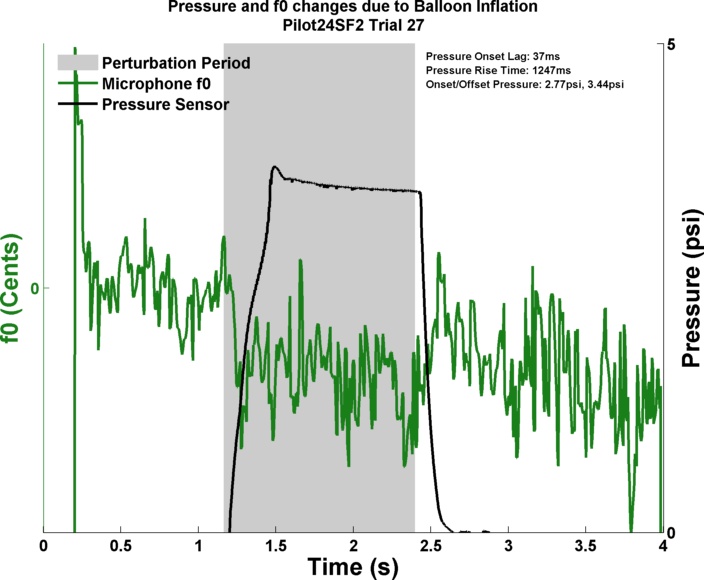 Pressure and f0 changes due to Balloon Inflation
Pilot24SF2 Trial 27
Perturbation Period
Microphone f0
Pressure Sensor
Pressure Onset Lag: 37ms
Pressure Rise Time: 1247ms
Onset/Offset Pressure: 2.77psi, 3.44psi
5
0
f0 (Cents)
Pressure (psi)
0
0 0.5 1 1.5 2 2.5 3 3.5 4
Time (s)